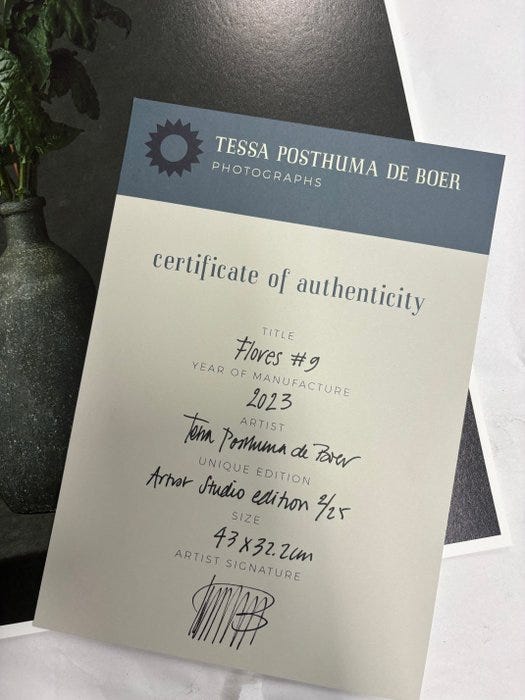 TESSA POSTHUMA DE BOER
PHOTOGRAPHS
certificate of authenticity
TITLE
Flores #9
YEAR OF MANUFACTURE
2023
ARTIST
Tessa Posthuma de Boer
UNIQUE EDITION
Artist Studio edition 2/25
SIZE
43 x 32.2cm
ARTIST SIGNATURE